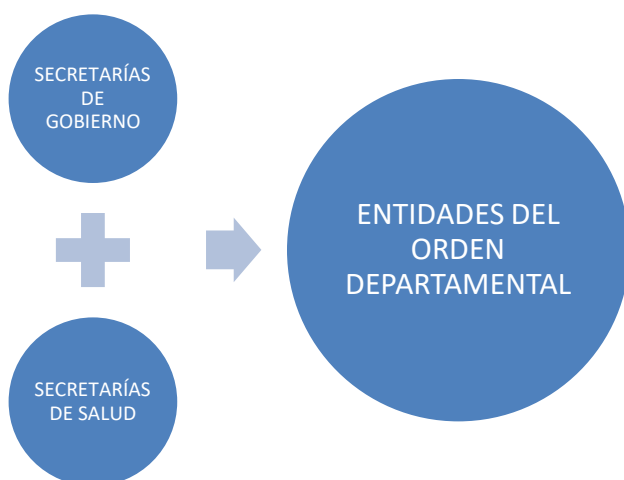 SECRETARÍAS
DE
GOBIERNO
SECRETARÍAS
DE SALUD
ENTIDADES DEL
ORDEN
DEPARTAMENTAL